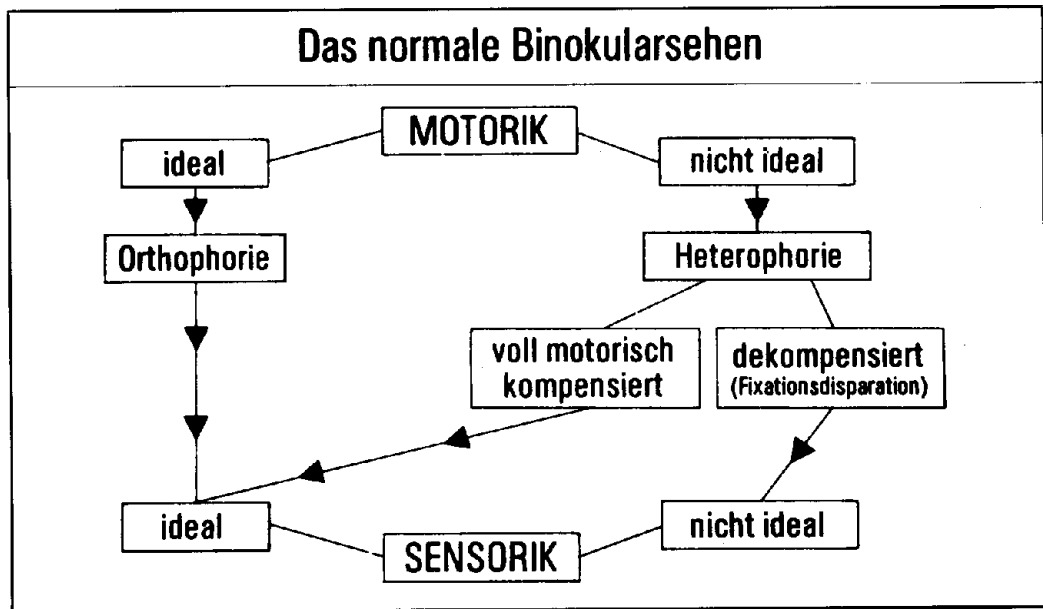 Das normale Binokularsehen
MOTORIK
ideal
nicht ideal
Orthophorie
Heterophorie
voll motorisch
kompensiert
dekompensiert
(Fixationsdisparation)
ideal
nicht ideal
SENSORIK